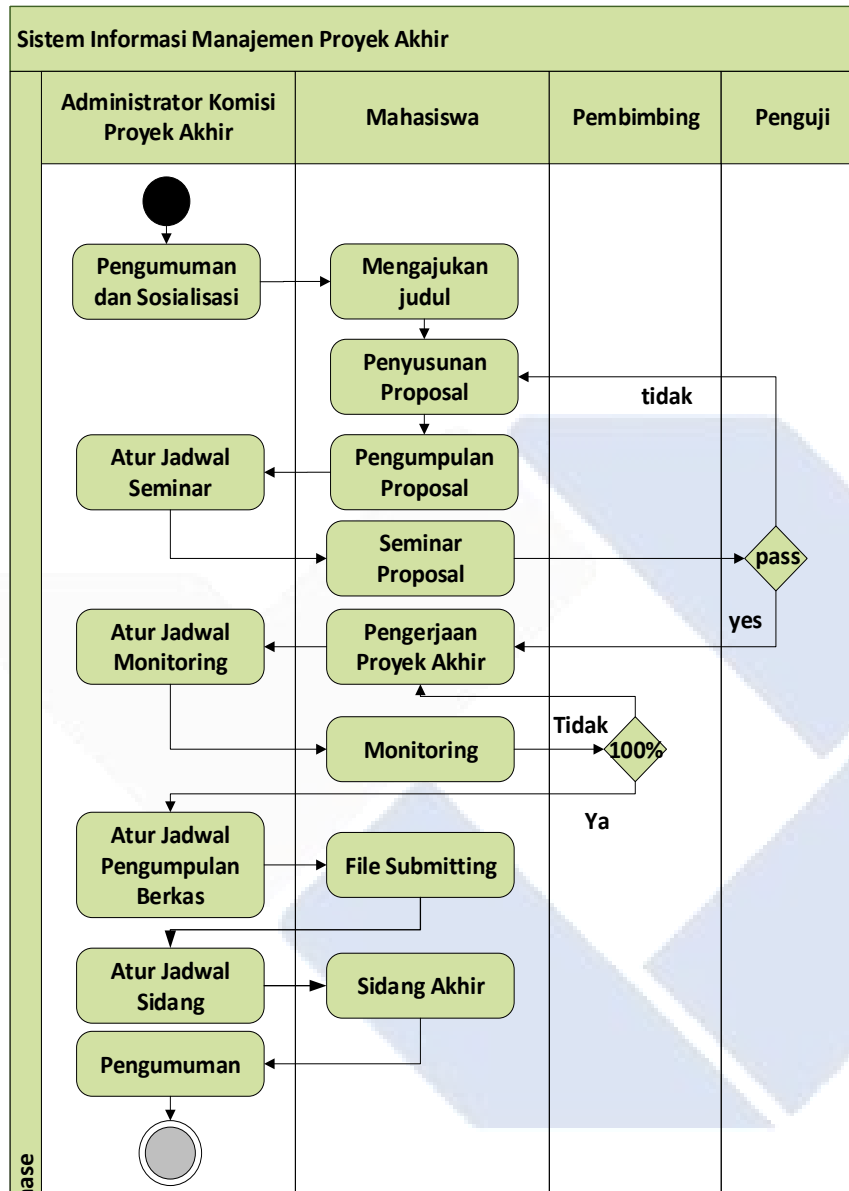 Sistem Informasi Manajemen Proyek Akhir
Administrator Komisi
Proyek Akhir
Mahasiswa
Pembimbing
Penguji
Pengumuman
dan Sosialisasi
Mengajukan
judul
Penyusunan
Proposal
tidak
Atur Jadwal
Seminar
Pengumpulan
Proposal
Seminar
Proposal
pass
yes
Atur Jadwal
Monitoring
Pengerjaan
Proyek Akhir
Monitoring
Tidak
100%
Ya
Atur Jadwal
Pengumpulan
Berkas
File Submitting
Atur Jadwal
Sidang
Sidang Akhir
Pengumuman